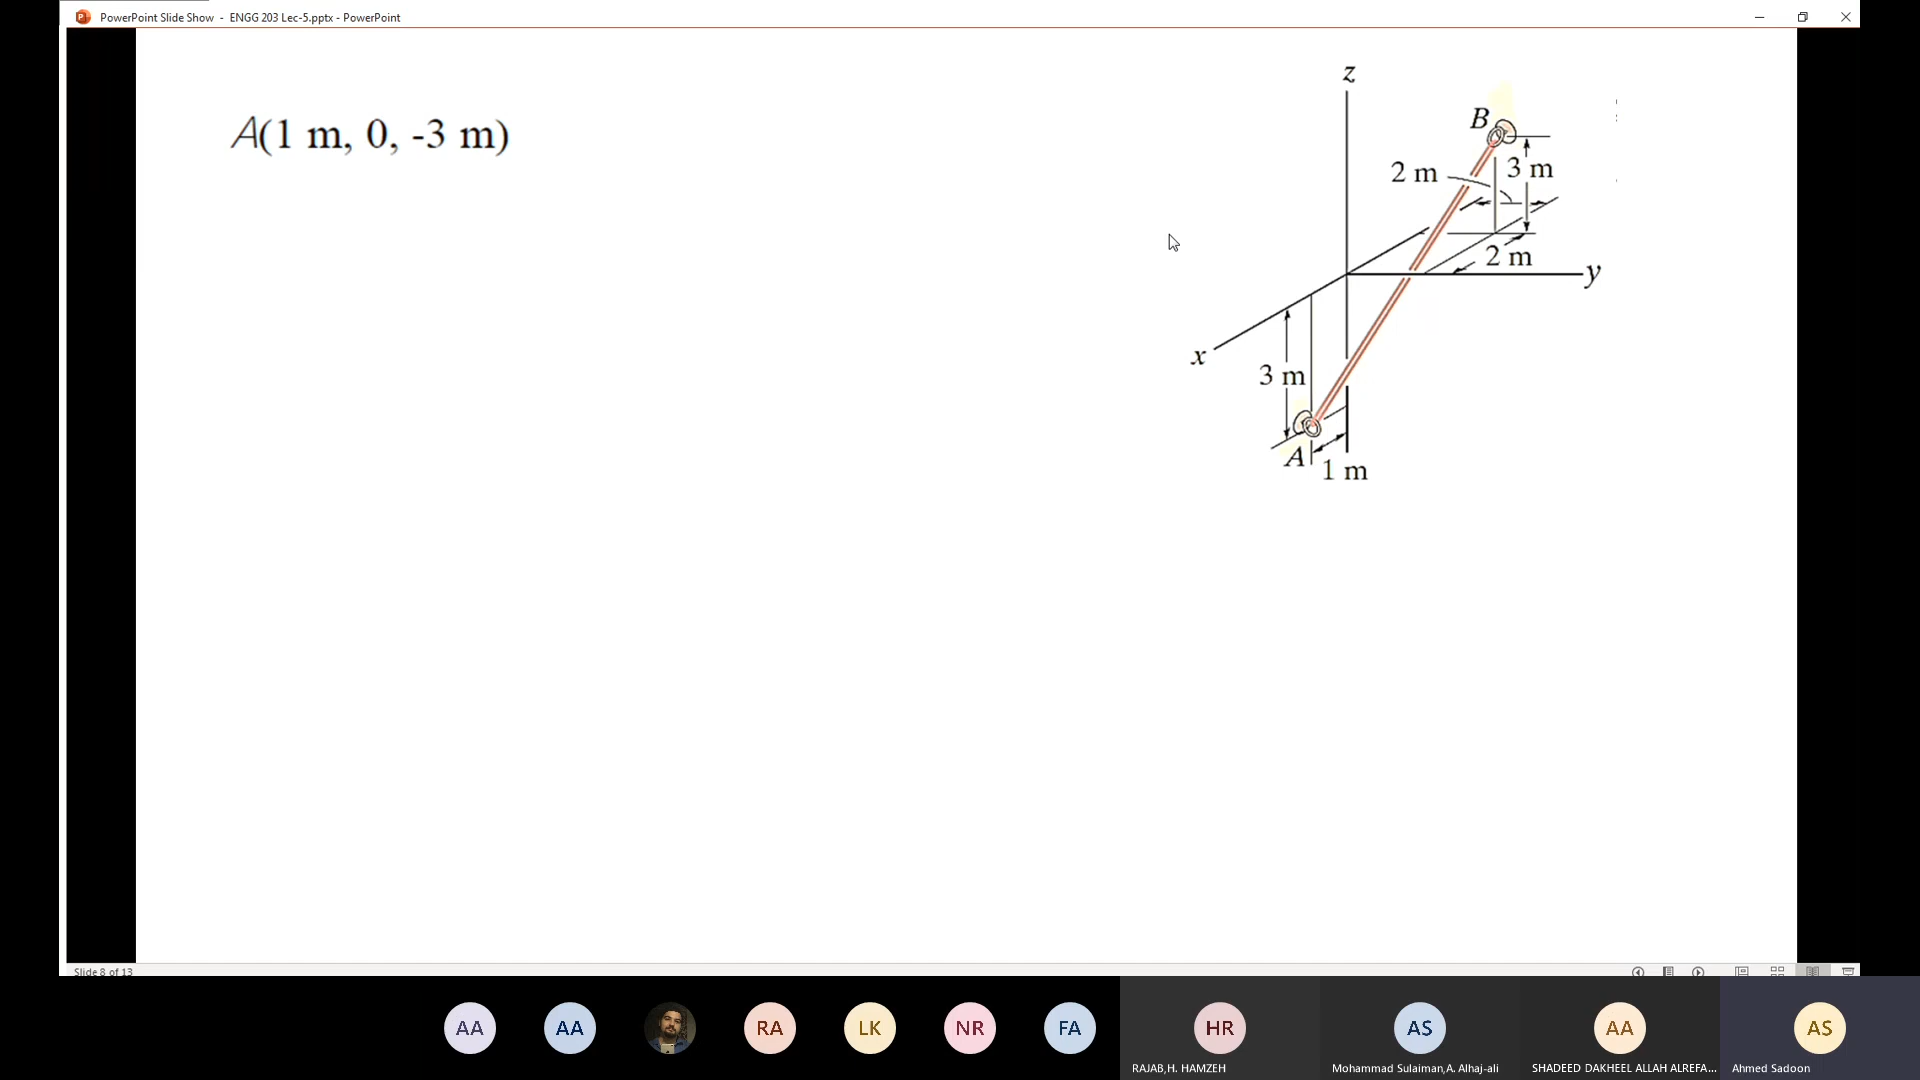 PowerPoint Slide Show - ENGG 203 Lec-5.pptx - PowerPoint
A(1 m, 0, -3 m)
z
B
2 m
3 m
2 m
y
x
3 m
A
1 m
Slide 8 of 13
AA
AA
RA
LK
NR
FA
HR
AS
AA
AS
RAJAB,H. HAMZEH
Mohammad Sulaiman,A. Alhaj-ali
SHADEED DAKHEEL ALLAH ALREFA...
Ahmed Sadoon